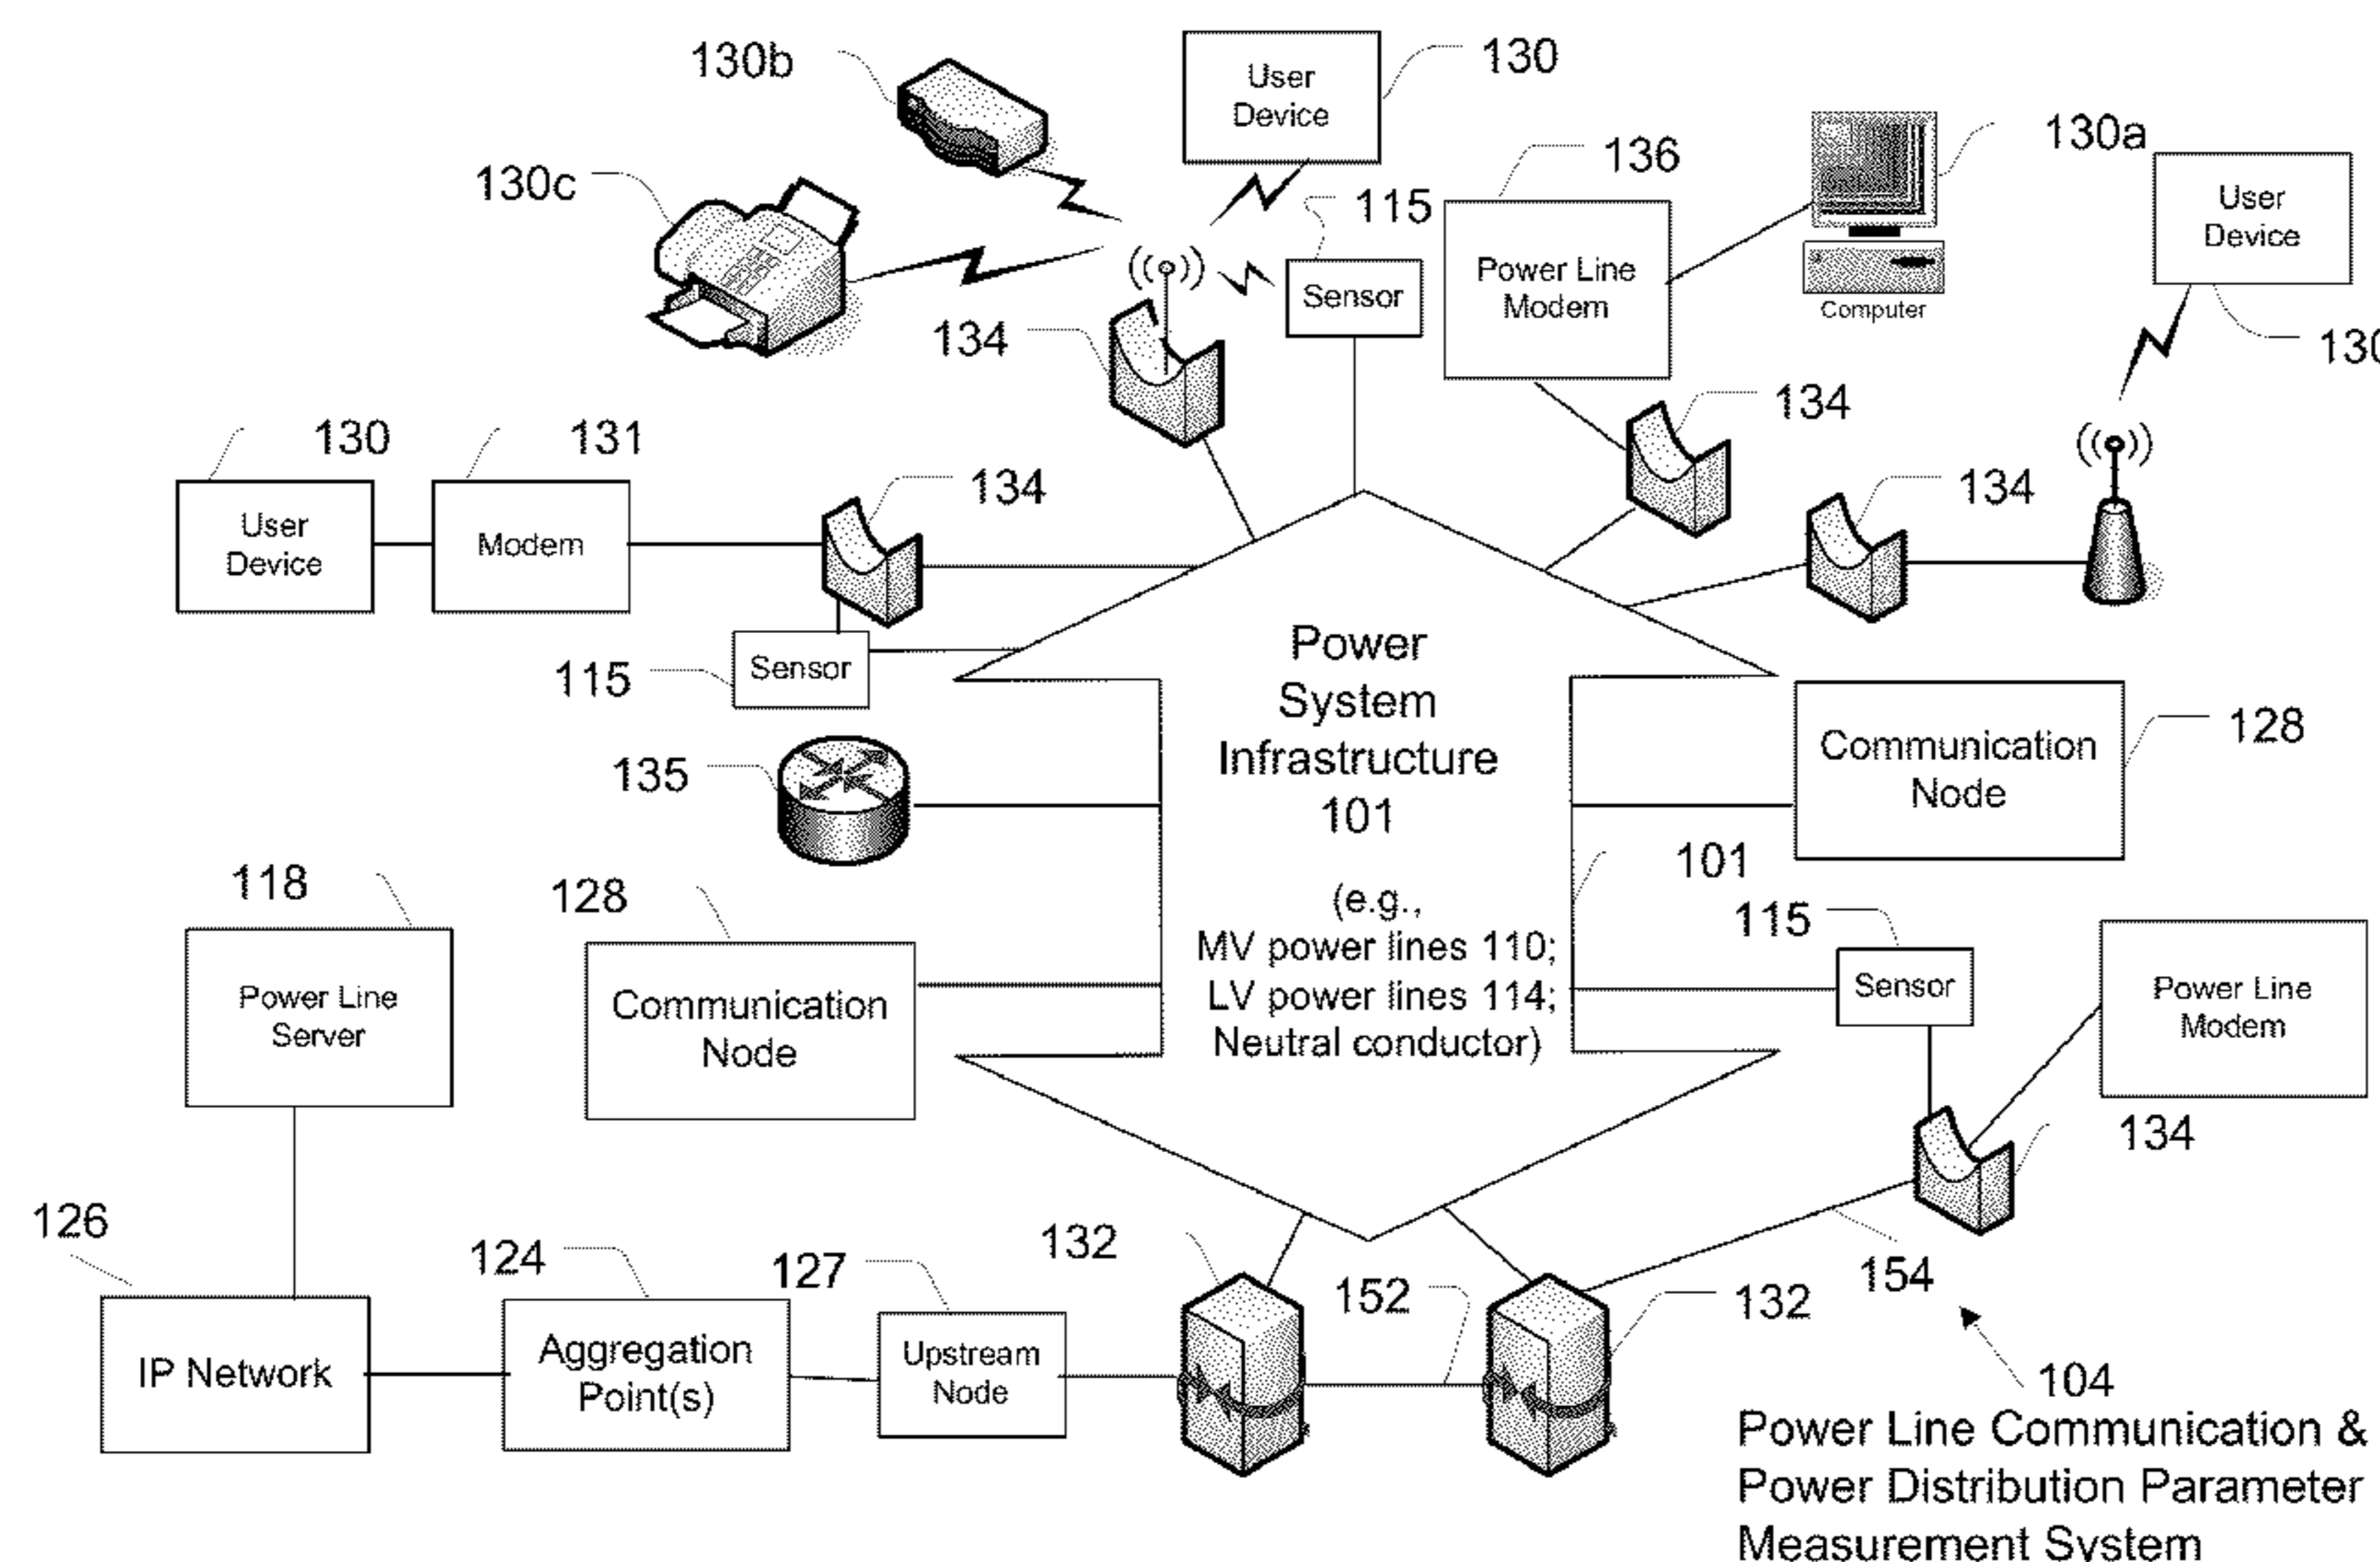 130b
User
Device
130
130c
115
136
Power Line
Modem
130a
Computer
User
Device
130
Sensor
134
134
130
131
134
134
User
Device
Modem
115
Sensor
135
Power
System
Infrastructure
101
(e.g.,
MV power lines 110;
LV power lines 114;
Neutral conductor)
Communication
Node
128
101
118
128
115
Power Line
Server
Communication
Node
Sensor
Power Line
Modem
134
126
124
127
132
152
154
132
IP Network
Aggregation
Point(s)
Upstream
Node
104
Power Line Communication &
Power Distribution Parameter
Measurement System